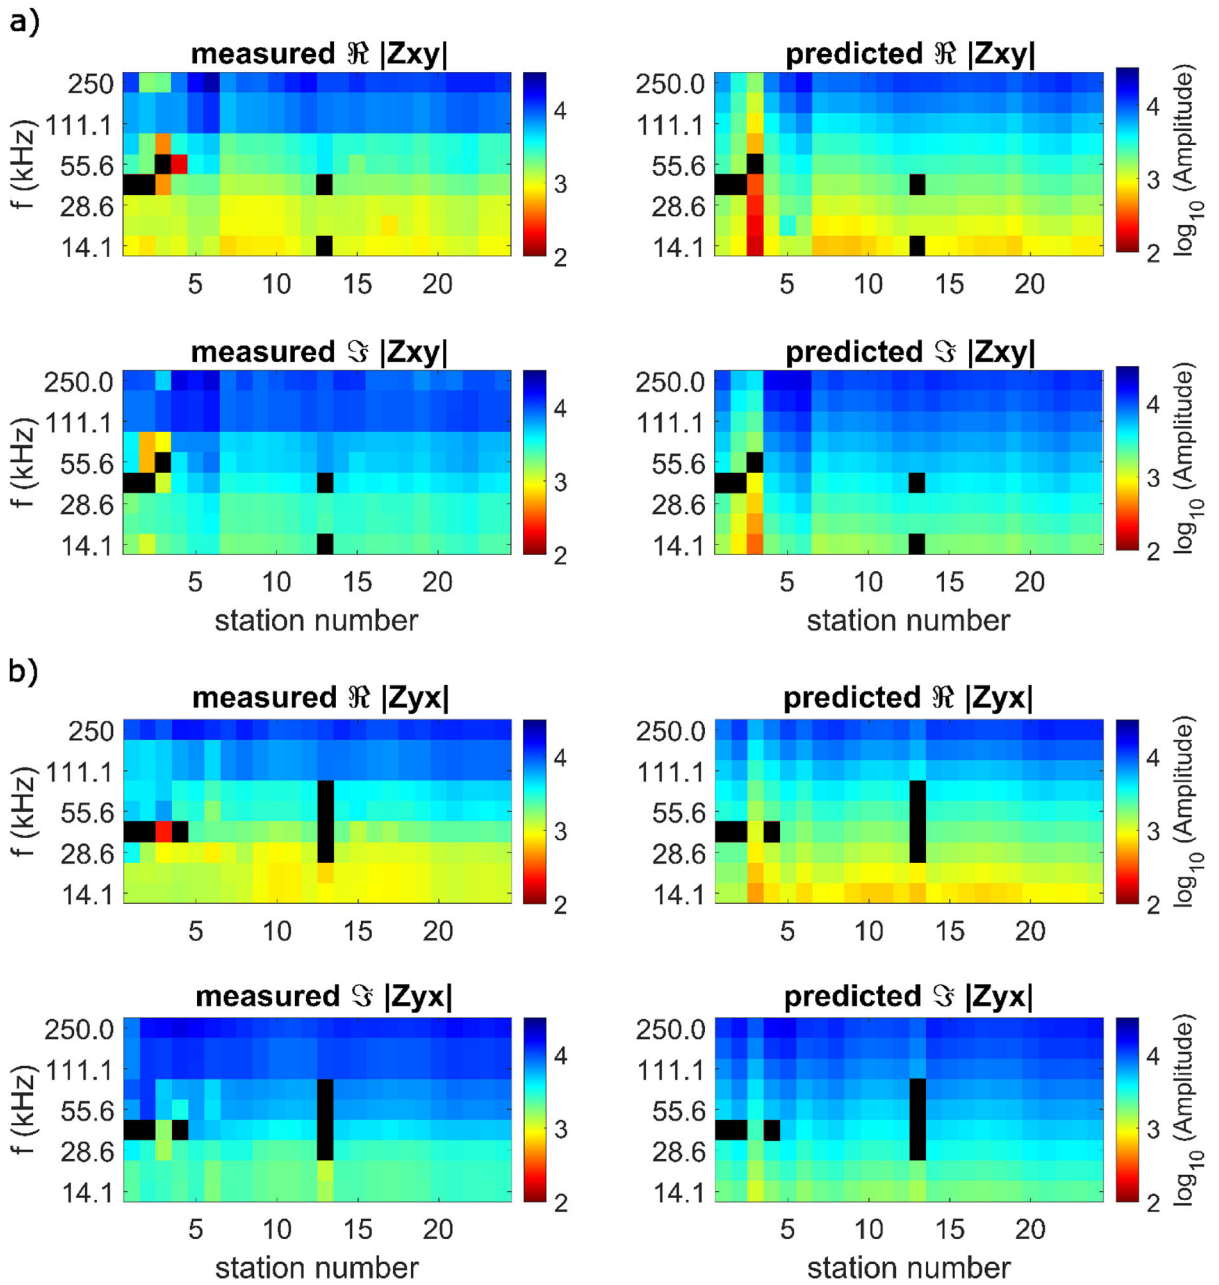 a)
measured ℜ |Zxy|
predicted ℜ |Zxy|
f (kHz)
250
111.1
55.6
28.6
14.1
5 10 15 20
4
3
2
250
111.1
55.6
28.6
14.1
5 10 15 20
4
3
2
log10 (Amplitude)
measured ℑ |Zxy|
predicted ℑ |Zxy|
f (kHz)
250.0
111.1
55.6
28.6
14.1
5 10 15 20
station number
4
3
2
250.0
111.1
55.6
28.6
14.1
5 10 15 20
station number
4
3
2
log10 (Amplitude)
b)
measured ℜ |Zyx|
predicted ℜ |Zyx|
f (kHz)
250
111.1
55.6
28.6
14.1
5 10 15 20
4
3
2
250
111.1
55.6
28.6
14.1
5 10 15 20
4
3
2
log10 (Amplitude)
measured ℑ |Zyx|
predicted ℑ |Zyx|
f (kHz)
250.0
111.1
55.6
28.6
14.1
5 10 15 20
station number
4
3
2
250.0
111.1
55.6
28.6
14.1
5 10 15 20
station number
4
3
2
log10 (Amplitude)